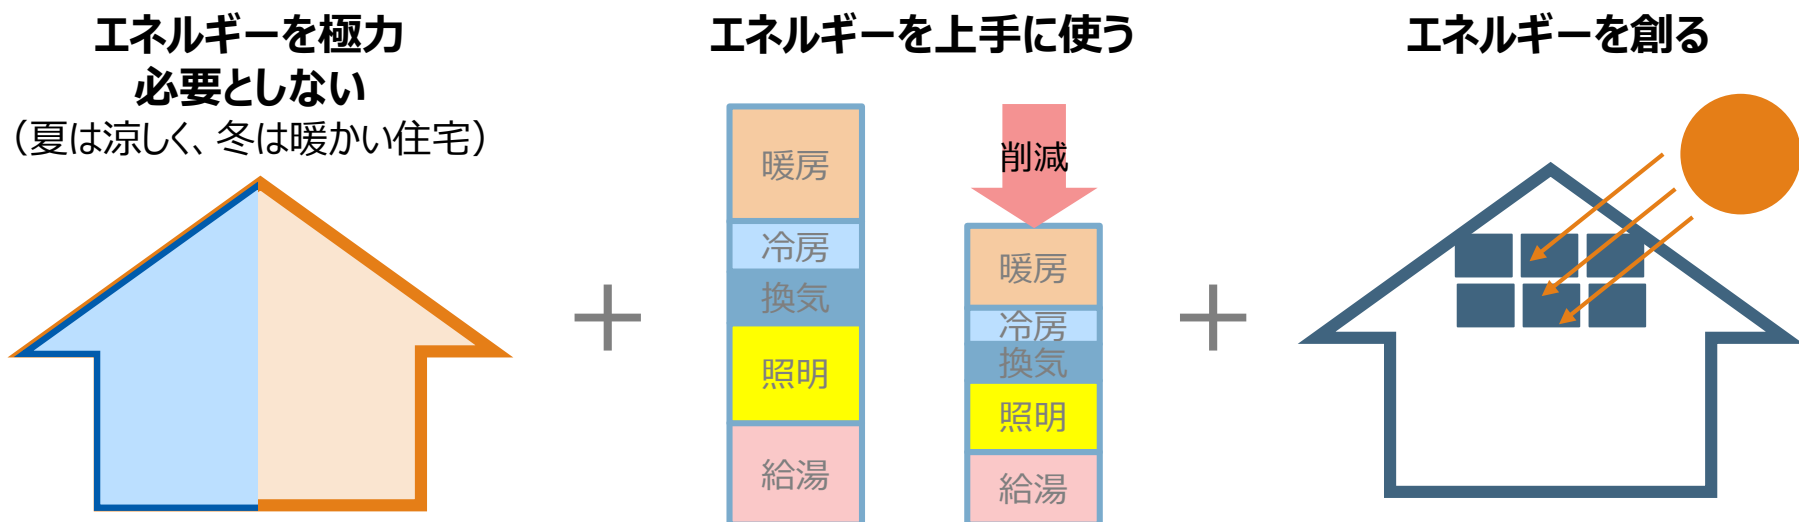 エネルギーを極力
必要としない
（夏は涼しく、冬は暖かい住宅）
エネルギーを上手に使う
暖房
冷房
換気
照明
給湯
削減
暖房
冷房
換気
照明
給湯
エネルギーを創る